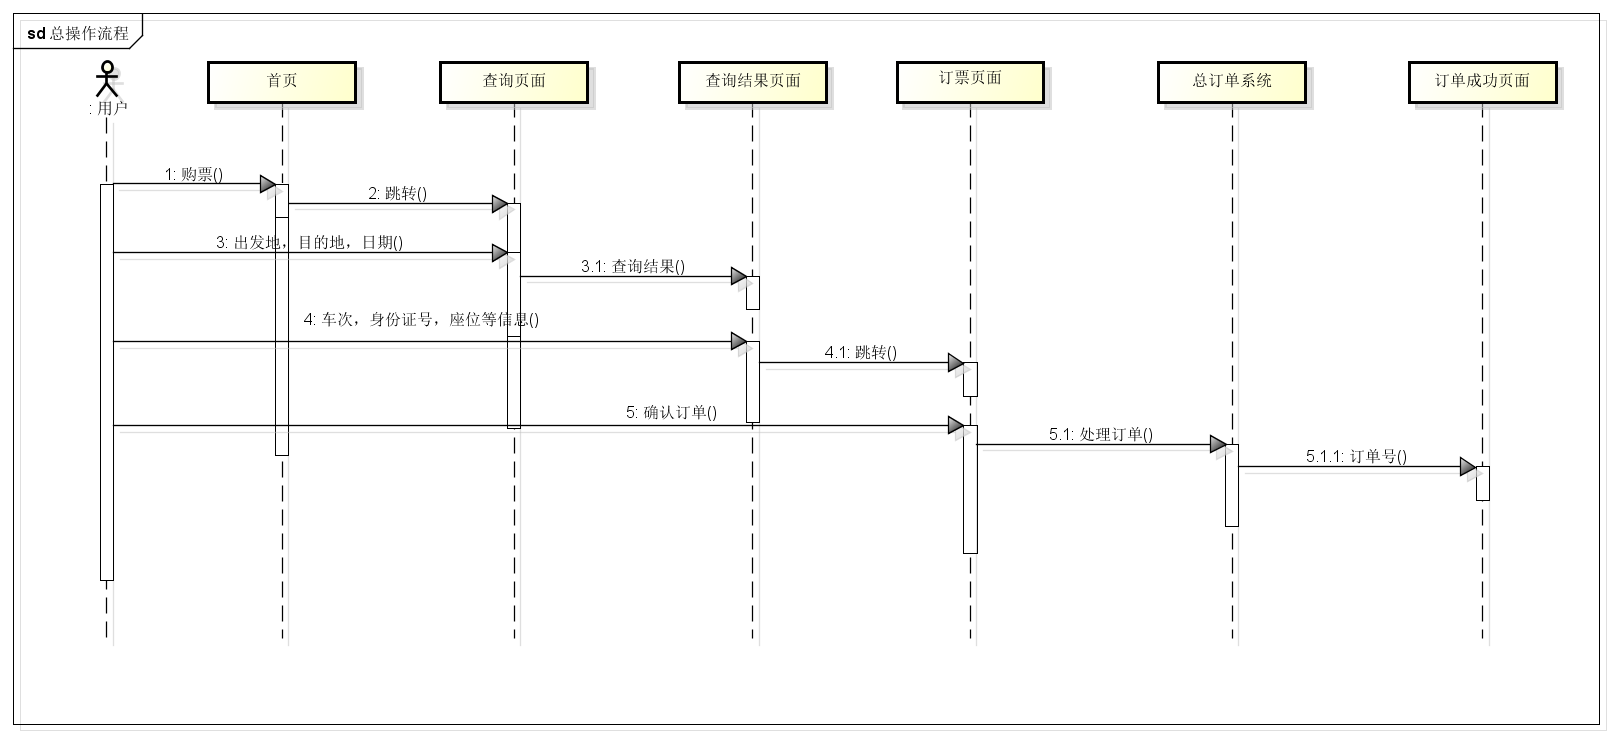 sd 总操作流程
: 用户
首页
查询页面
查询结果页面
订票页面
总订单系统
订单成功页面
1: 购票()
2: 跳转()
3: 出发地，目的地，日期()
3.1: 查询结果()
4: 车次，身份证号，座位等信息()
4.1: 跳转()
5: 确认订单()
5.1: 处理订单()
5.1.1: 订单号()